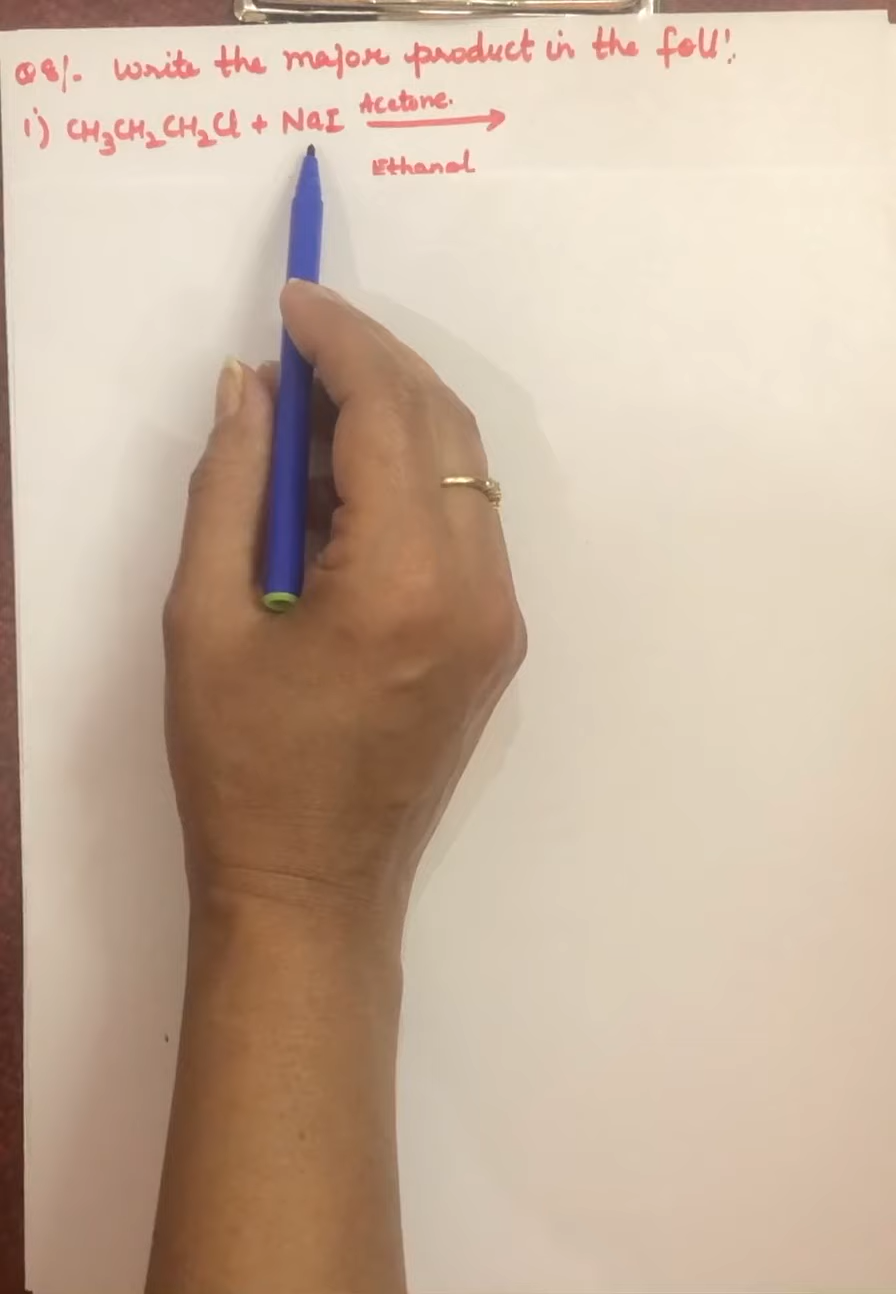 Q8/. Write the major product in the foll!.
i) CH₃CH₂CH₂Cl + NaI Acetone. →
Ethanol